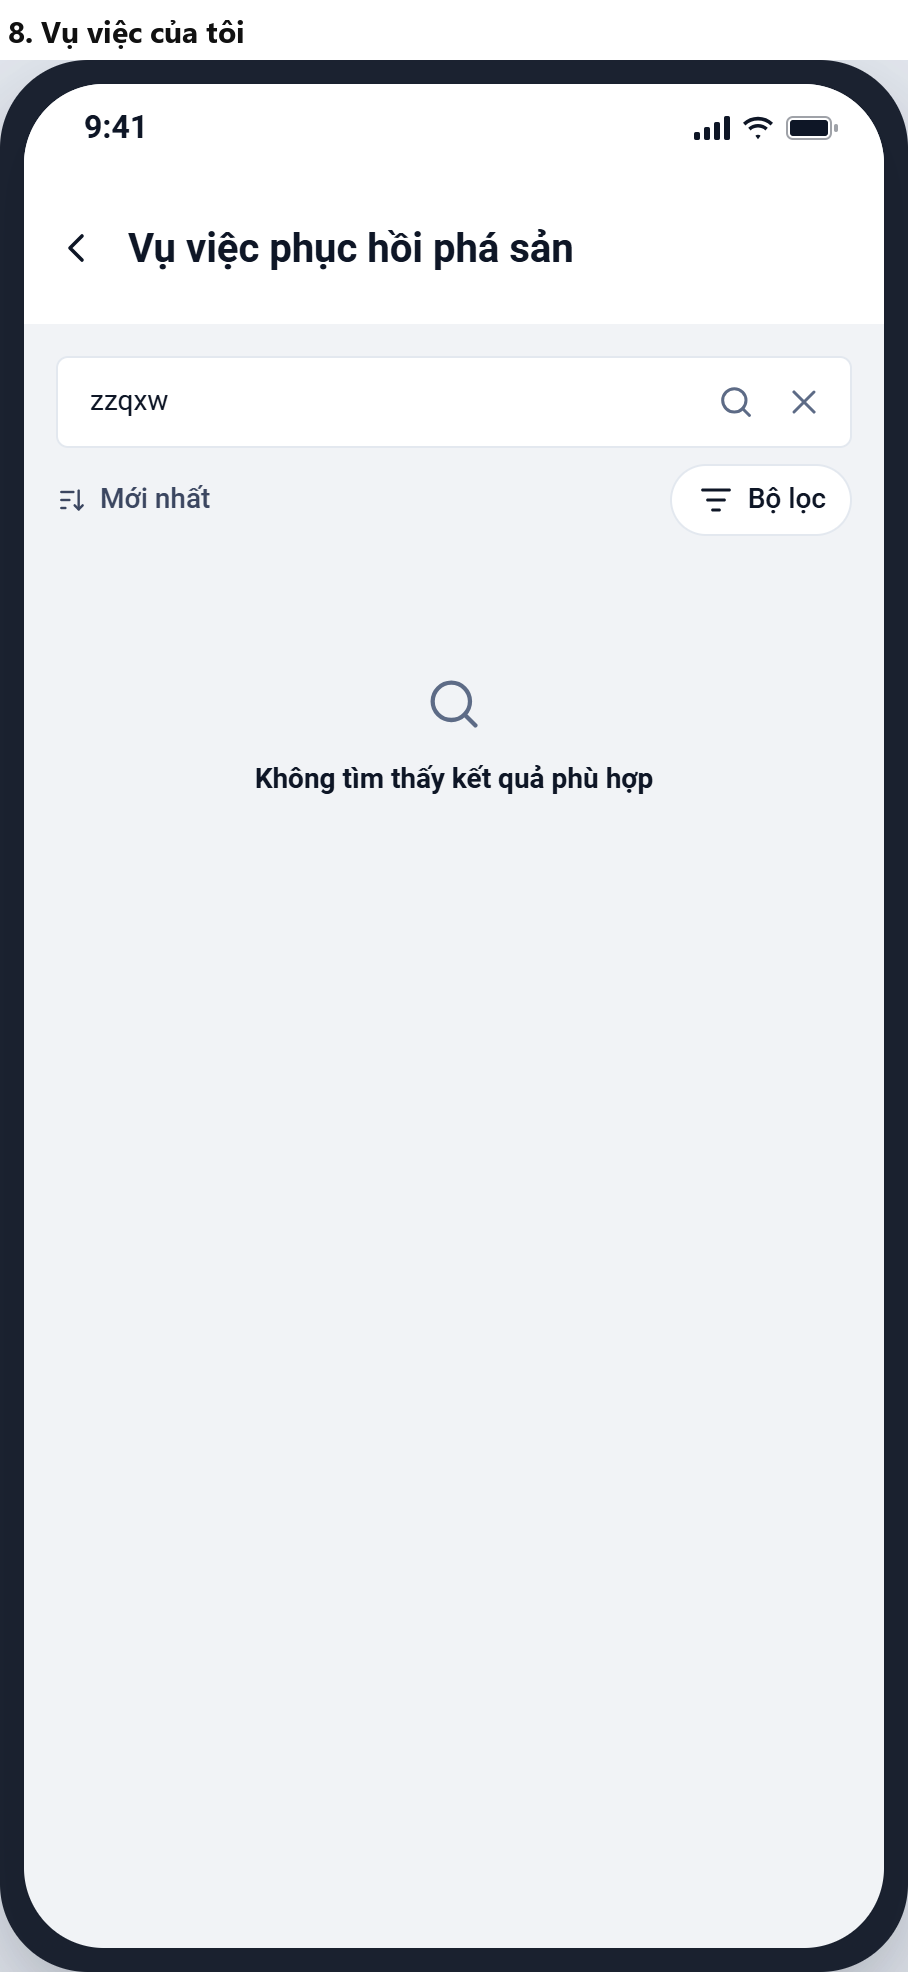 8. Vụ việc của tôi
9:41
Vụ việc phục hồi phá sản
zzqxw
Mới nhất
Bộ lọc
Không tìm thấy kết quả phù hợp